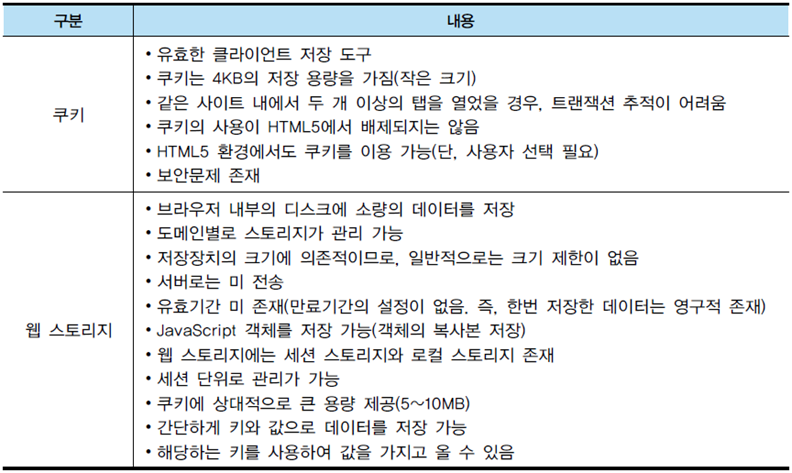 구분 내용
쿠키
• 유효한 클라이언트 저장 도구
• 쿠키는 4KB의 저장 용량을 가짐(작은 크기)
• 같은 사이트 내에서 두 개 이상의 탭을 열었을 경우, 트랜잭션 추적이 어려움
• 쿠키의 사용이 HTML5에서 배제되지는 않음
• HTML5 환경에서도 쿠키를 이용 가능(단, 사용자 선택 필요)
• 보안문제 존재
웹 스토리지
• 브라우저 내부의 디스크에 소량의 데이터를 저장
• 도메인별로 스토리지가 관리 가능
• 저장장치의 크기에 의존적이므로, 일반적으로는 크기 제한이 없음
• 서버로는 미 전송
• 유효기간 미 존재(만료기간의 설정이 없음. 즉, 한번 저장한 데이터는 영구적 존재)
• JavaScript 객체를 저장 가능(객체의 복사본 저장)
• 웹 스토리지에는 세션 스토리지와 로컬 스토리지 존재
• 세션 단위로 관리가 가능
• 쿠키에 상대적으로 큰 용량 제공(5~10MB)
• 간단하게 키와 값으로 데이터를 저장 가능
• 해당하는 키를 사용하여 값을 가지고 올 수 있음